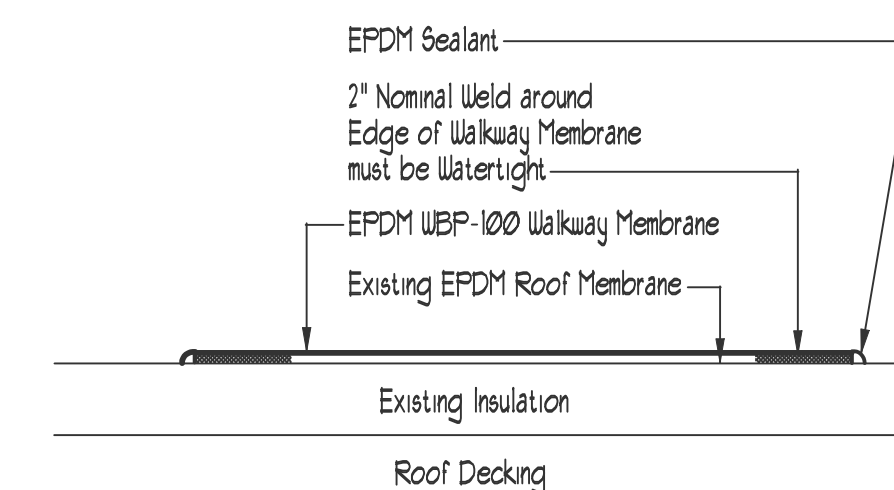 EPDM Sealant
2" Nominal Weld around
Edge of Walkway Membrane
must be Watertight
EPDM WBP-100 Walkway Membrane
Existing EPDM Roof Membrane
Existing Insulation
Roof Decking